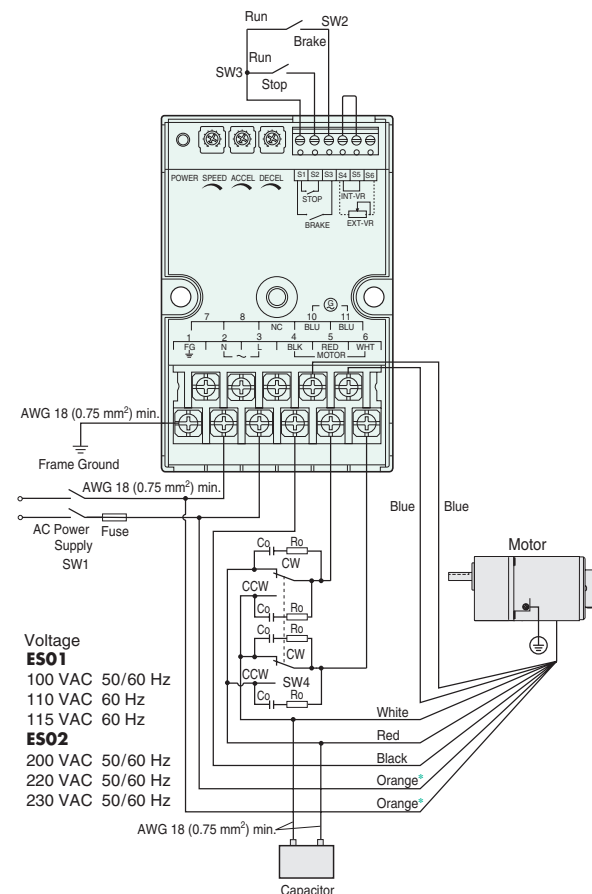 Run
SW2
Brake
Run
SW3
Stop
POWER SPEED ACCEL DECEL
S1 S2 S3 S4 S5 S6
STOP
INT-VR
BRAKE
EXT-VR
G
7 8 NC 10 11
BLU BLU
1 2 3 4 5 6
FG N L BLK RED WHT
~
MOTOR
AWG 18 (0.75 mm²) min.
Frame Ground
AWG 18 (0.75 mm²) min.
AC Power Fuse
Supply
SW1
Blue
Blue
Motor
Co Ro
CW
CCW
Co Ro
Co Ro
CW
CCW SW4
Co Ro
Voltage
ES01
100 VAC 50/60 Hz
110 VAC 60 Hz
115 VAC 60 Hz
ES02
200 VAC 50/60 Hz
220 VAC 50/60 Hz
230 VAC 50/60 Hz
White
Red
Black
Orange*
Orange*
AWG 18 (0.75 mm²) min.
Capacitor